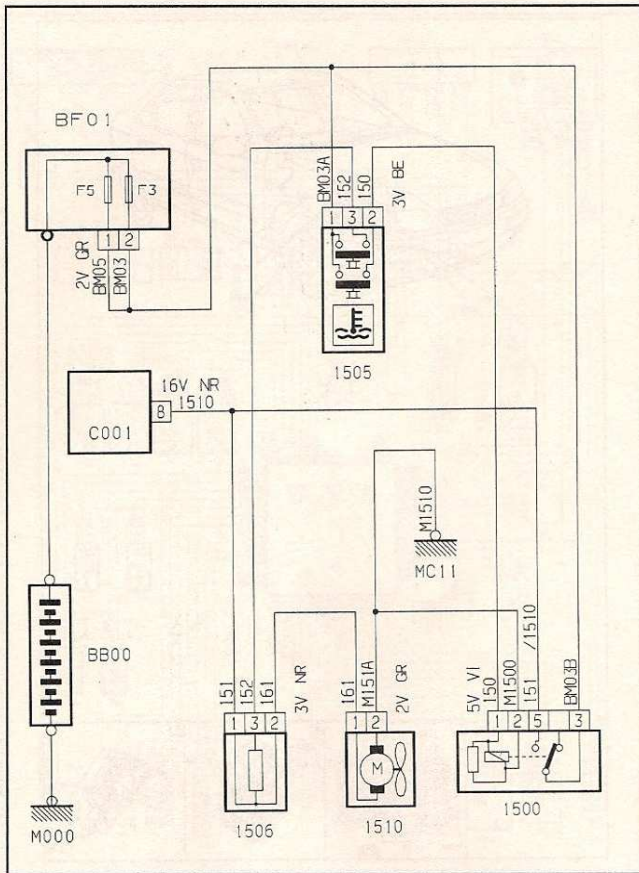 BF01
F5 F3
1 2
2V GR
BM05
BM03
BM03A
152
150
3V BE
1 3 2
1505
16V NR
1510
8
C001
M1510
MC11
BB00
M000
151
152
161
3V NR
1 3 2
1506
161
M151A
2V GR
1 2
M
1510
5V VI
150
M1500
151
/1510
BM03B
1 2 5 3
1500